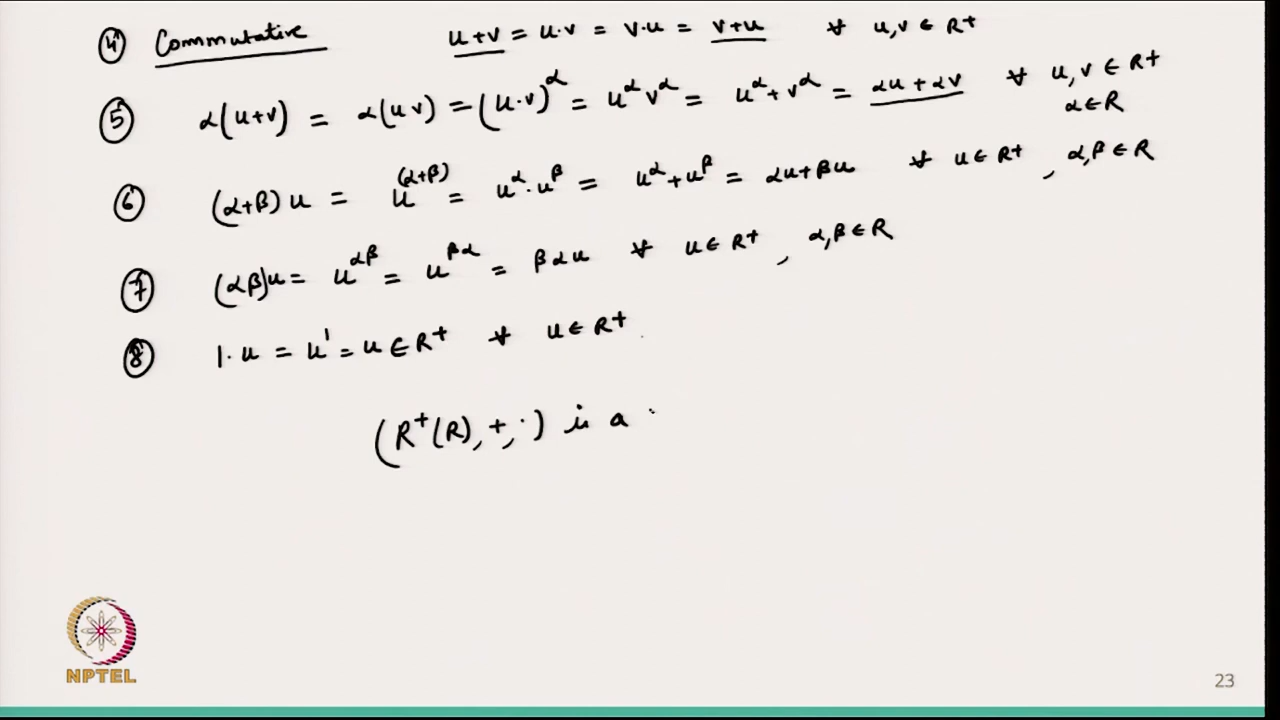 ④ Commutative u+v = u·v = v·u = v+u ∀ u,v ∈ R⁺
⑤ α(u+v) = α(uv) = (u·v)^α = u^α v^α = u^α + v^α = αu + αv ∀ u,v ∈ R⁺
α ∈ R
⑥ (α+β)u = u^(α+β) = u^α · u^β = u^α + u^β = αu + βu ∀ u ∈ R⁺, α,β ∈ R
⑦ (αβ)u = u^αβ = u^βα = βαu ∀ u ∈ R⁺, α,β ∈ R
⑧ 1·u = u¹ = u ∈ R⁺ ∀ u ∈ R⁺
(R⁺(R), +, ·) is a
NPTEL
23